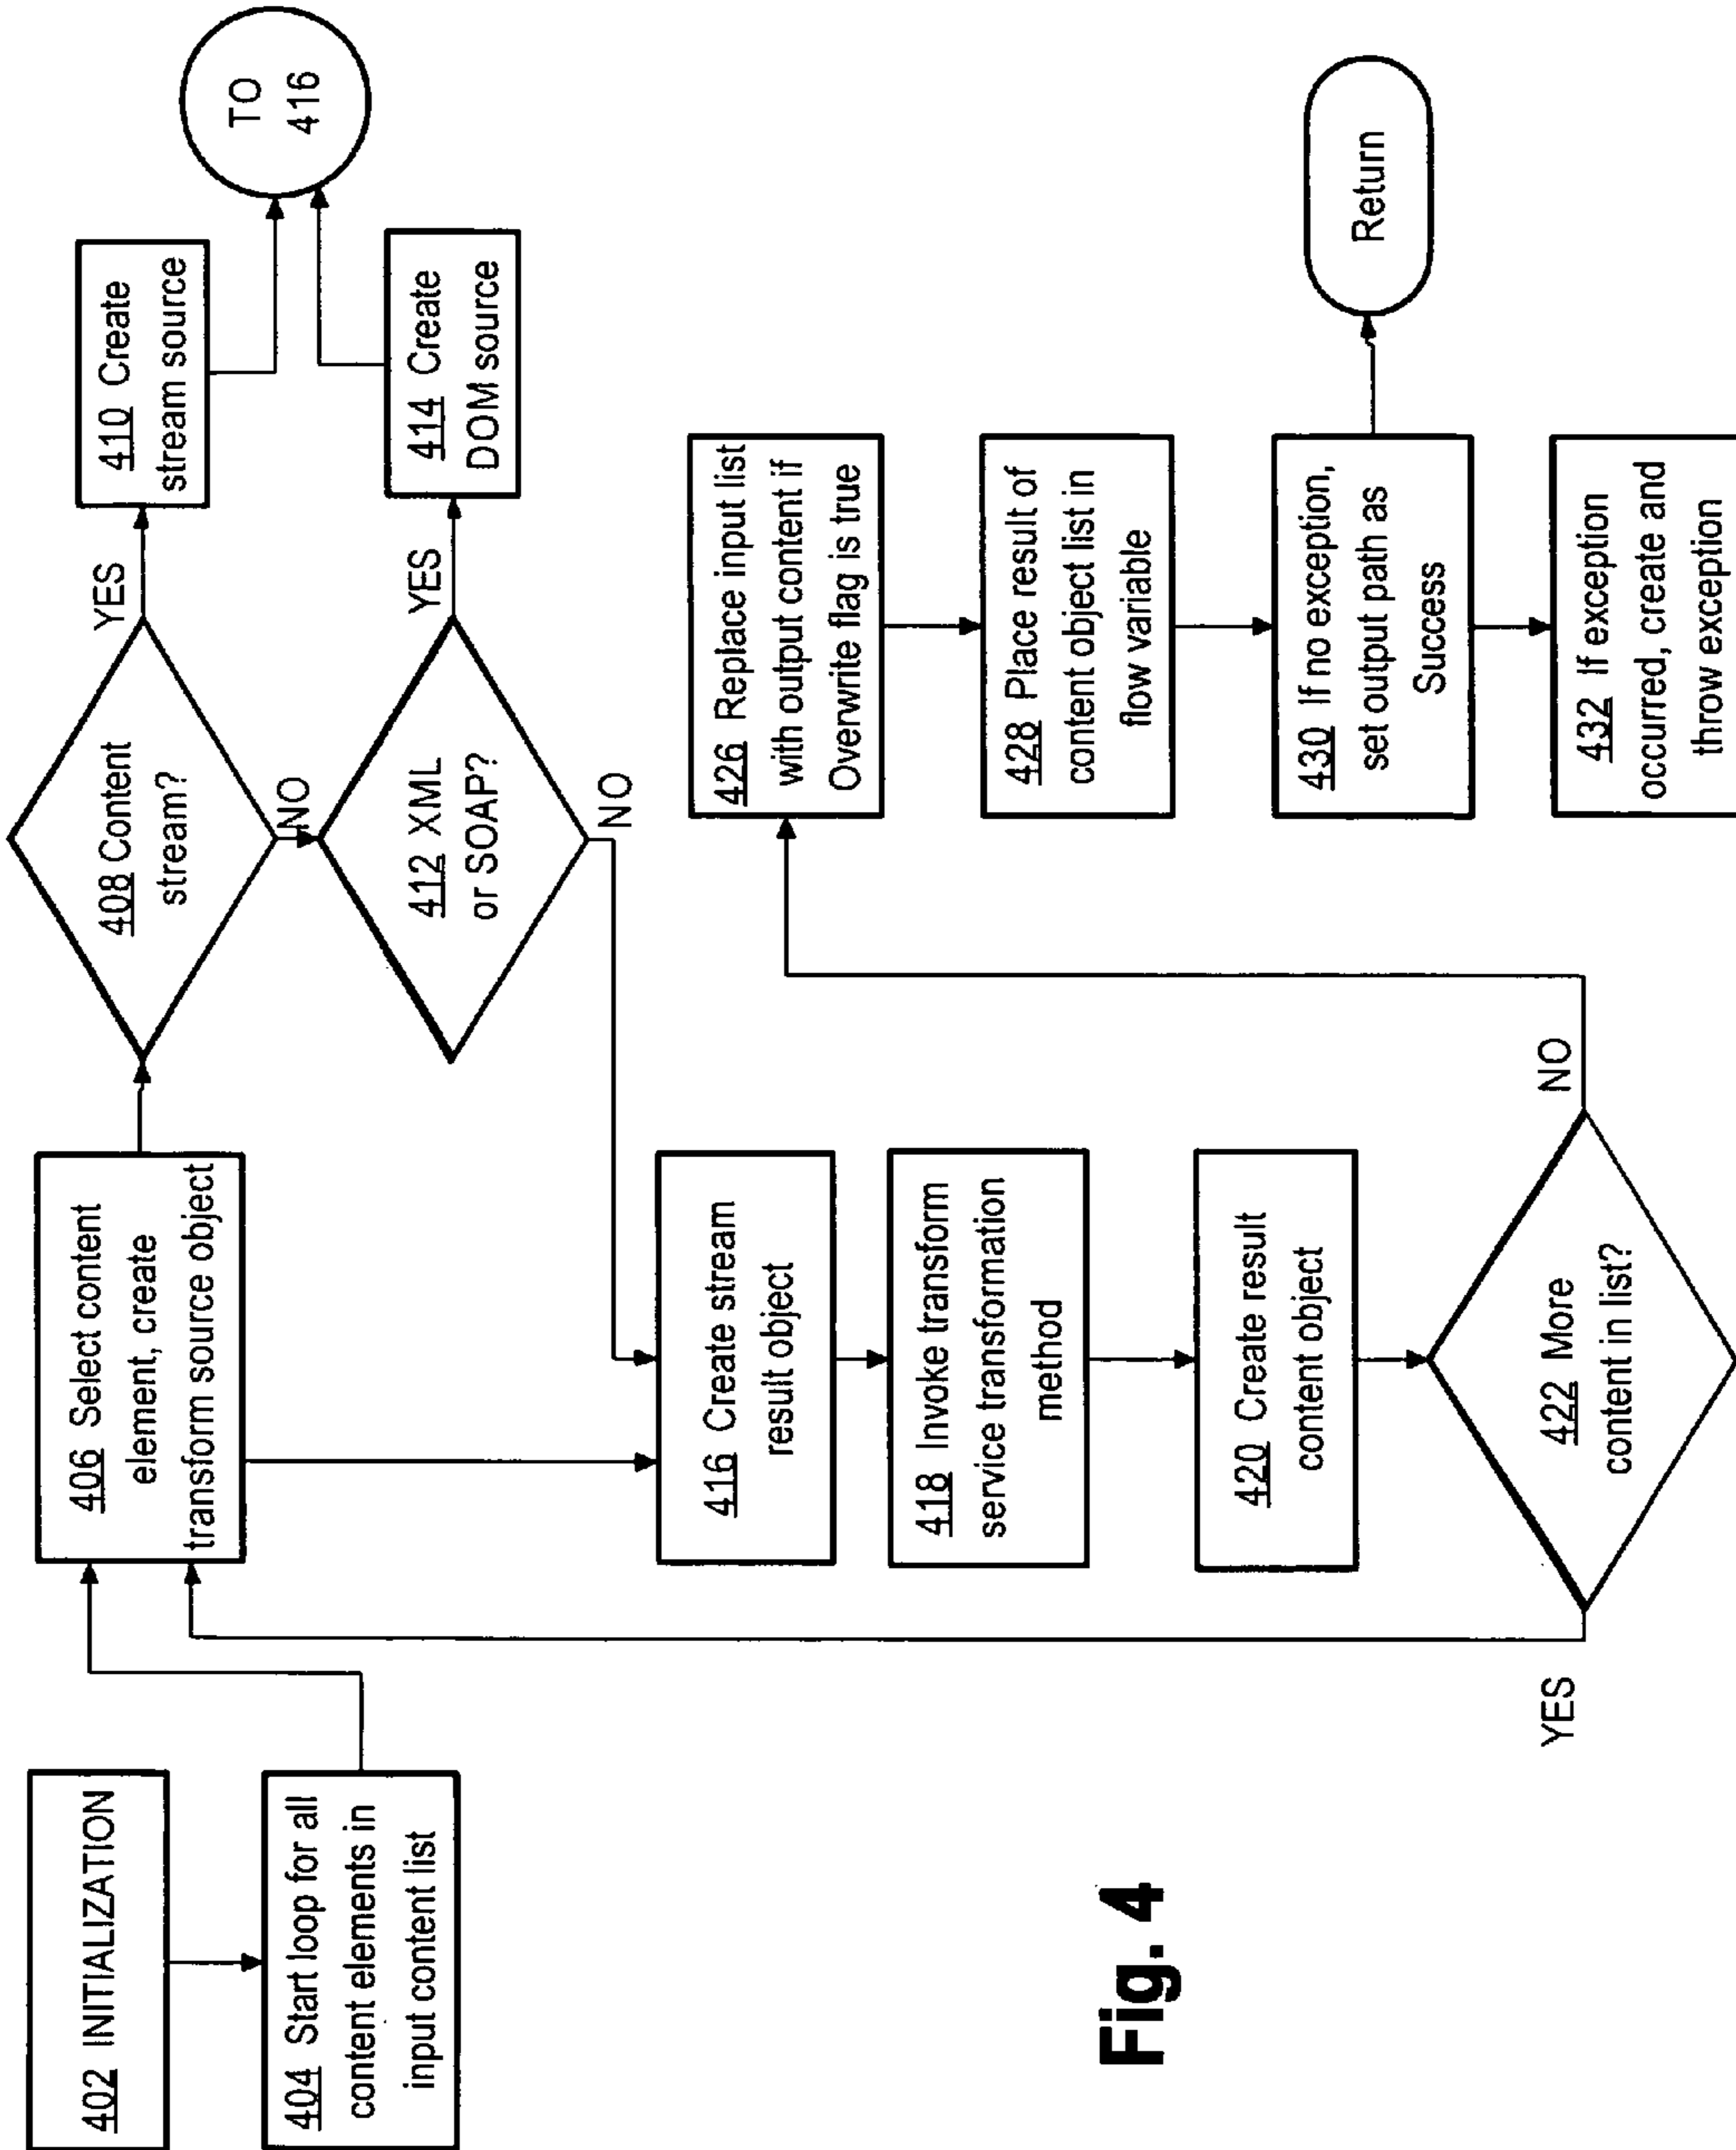 402 INITIALIZATION
404 Start loop for all
content elements in
input content list
406 Select content
element, create
transform source object
408 Content
stream?
YES
NO
410 Create
stream source
TO
416
412 XML
or SOAP?
YES
NO
414 Create
DOM source
416 Create stream
result object
418 Invoke transform
service transformation
method
420 Create result
content object
422 More
content in list?
YES
NO
426 Replace input list
with output content if
Overwrite flag is true
428 Place result of
content object list in
flow variable
430 If no exception,
set output path as
Success
Return
432 If exception
occurred, create and
throw exception
Fig. 4